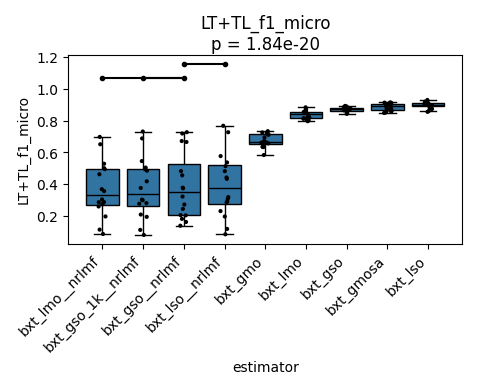 LT+TL_f1_micro
p = 1.84e-20
LT+TL_f1_micro
1.2
1.0
0.8
0.6
0.4
0.2
bxt_lmo__nrlmf
bxt_gso_1k__nrlmf
bxt_gso__nrlmf
bxt_lso__nrlmf
bxt_gmo
bxt_lmo
bxt_gso
bxt_gmosa
bxt_lso
estimator